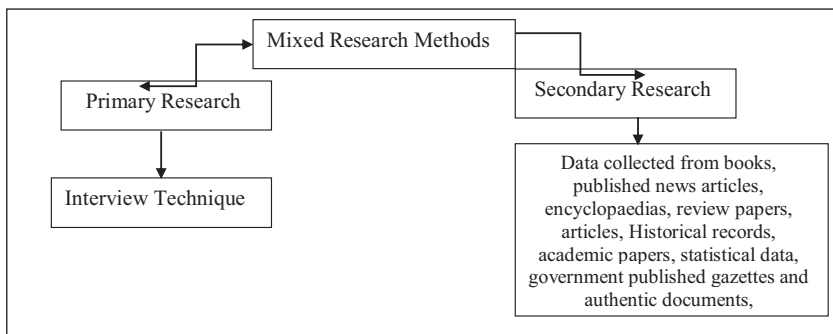 Mixed Research Methods
Primary Research
Secondary Research
Interview Technique
Data collected from books,
published news articles,
encyclopaedias, review papers,
articles, Historical records,
academic papers, statistical data,
government published gazettes and
authentic documents,